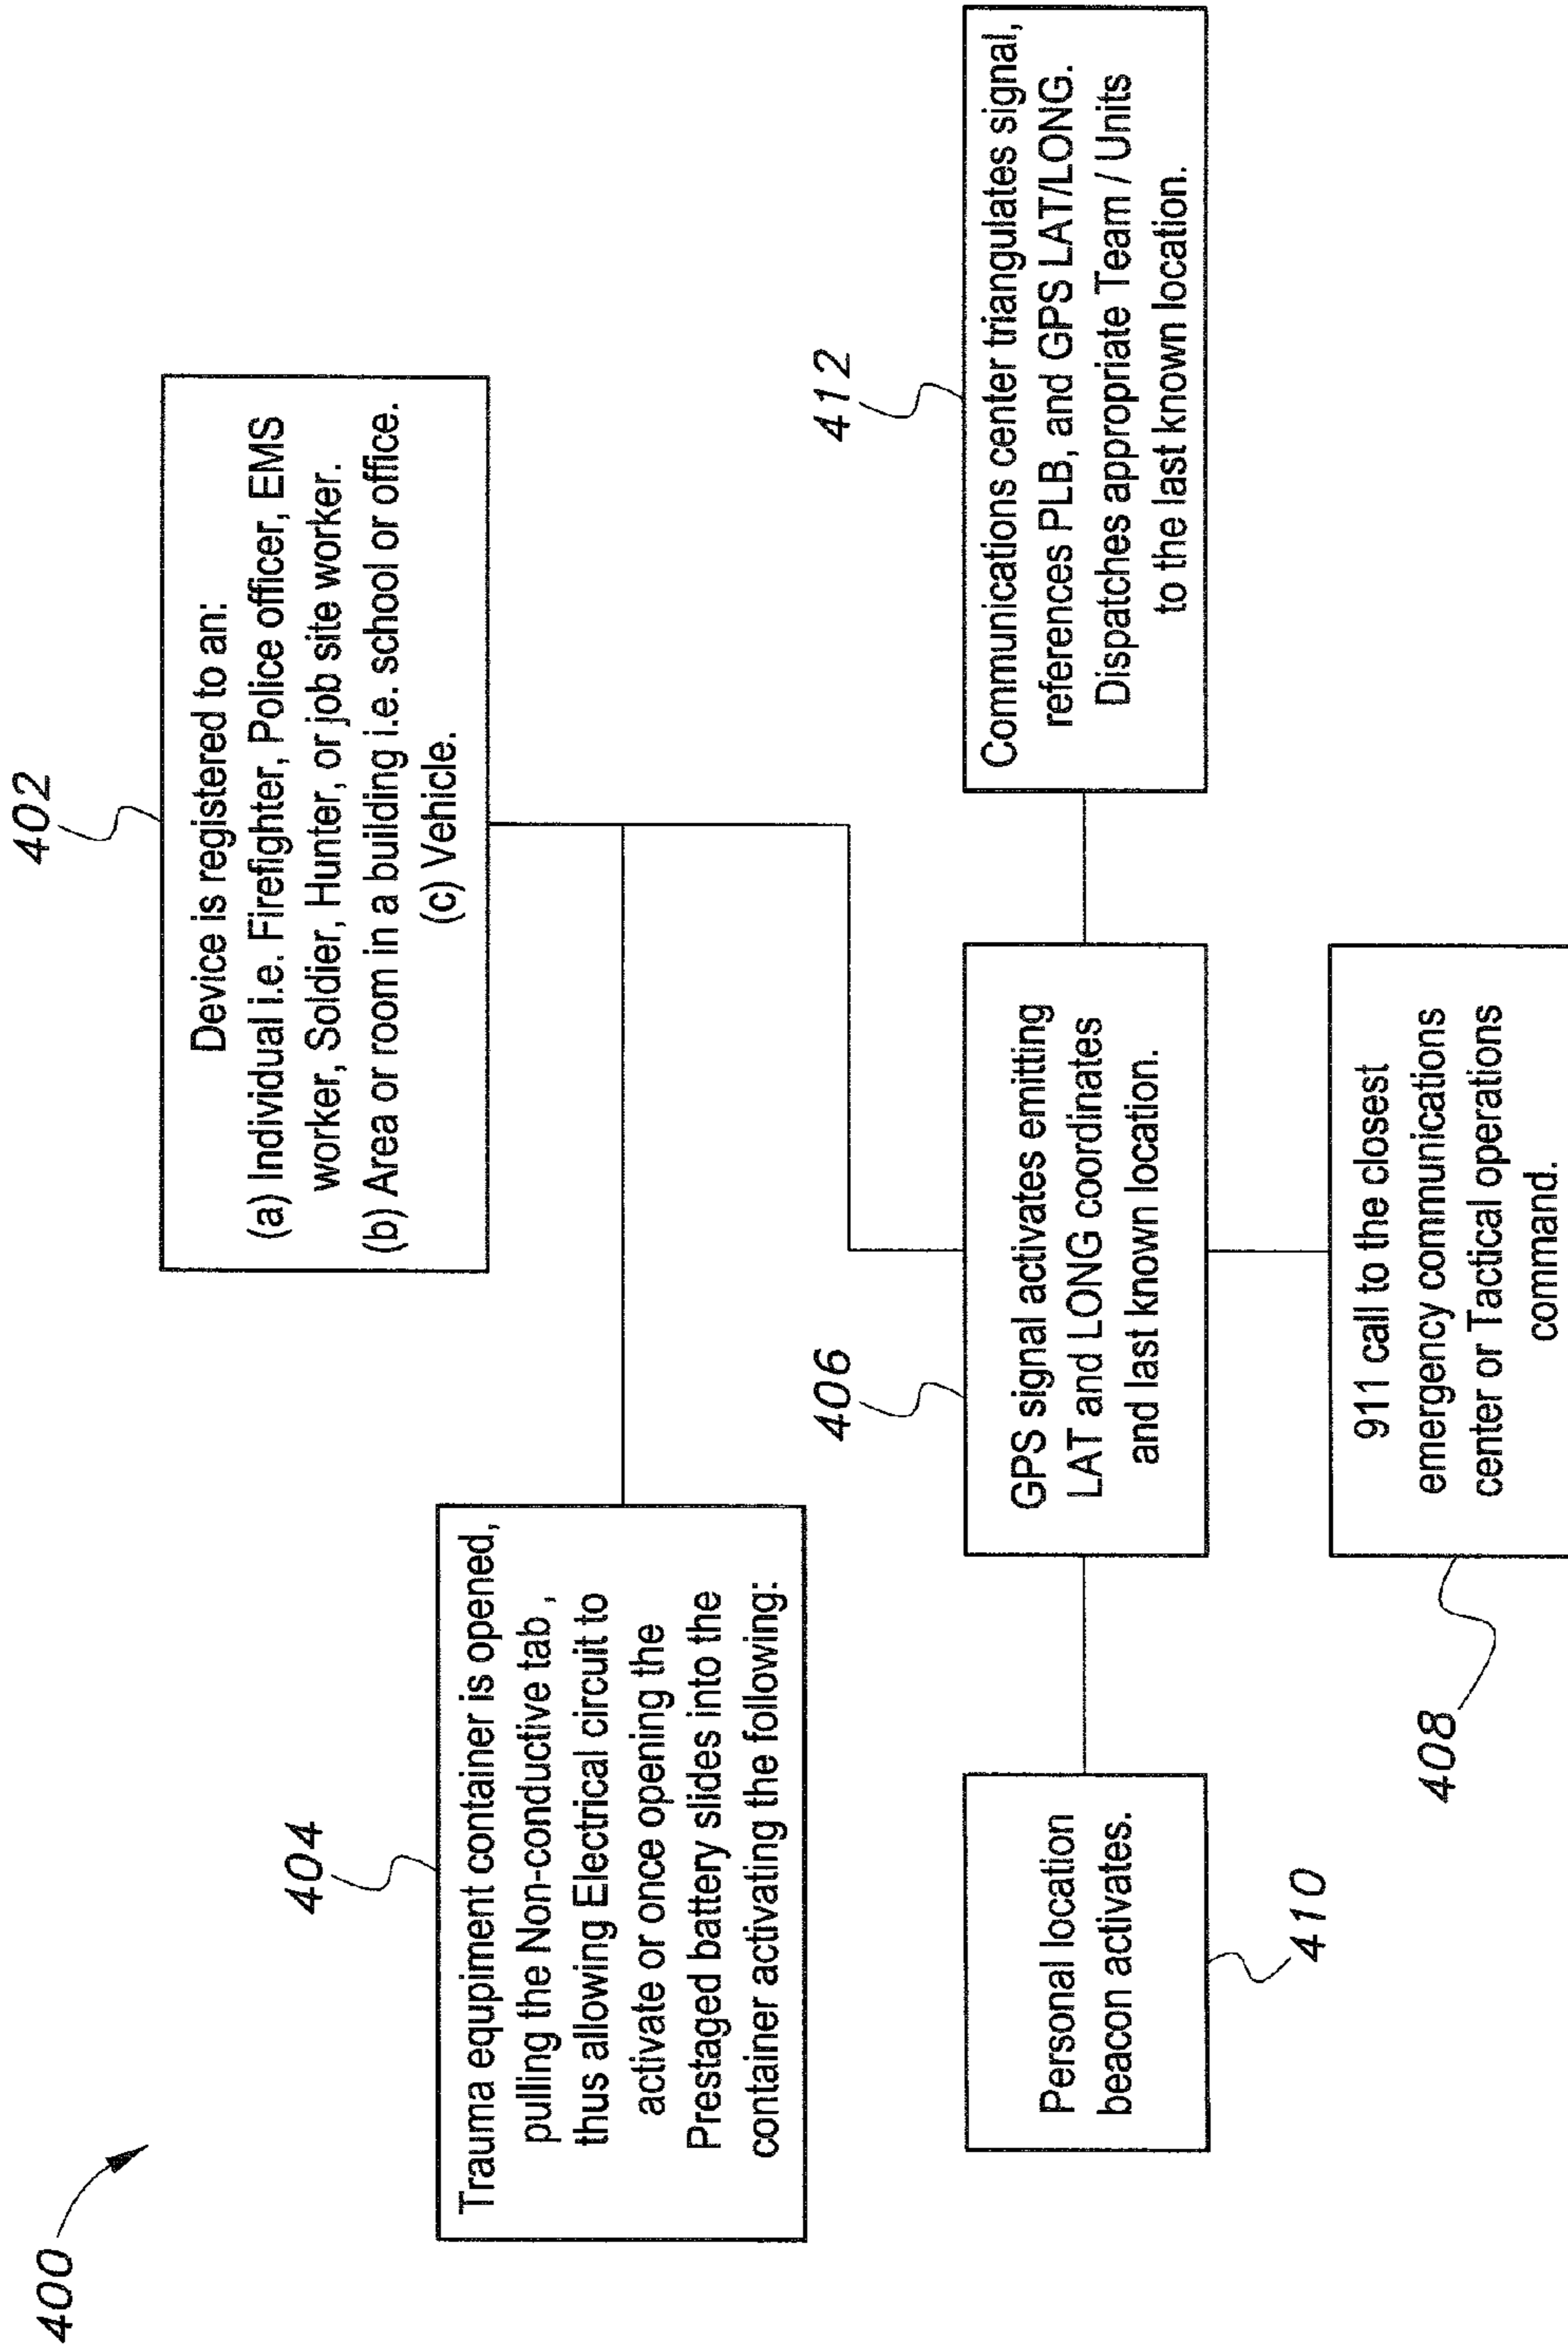 400
402
Device is registered to an:
(a) Individual i.e. Firefighter, Police officer, EMS
worker, Soldier, Hunter, or job site worker.
(b) Area or room in a building i.e. school or office.
(c) Vehicle.
404
Trauma equpiment container is opened,
pulling the Non-conductive tab ,
thus allowing Electrical circuit to
activate or once opening the
Prestaged battery slides into the
container activating the following:
406
GPS signal activates emitting
LAT and LONG coordinates
and last known location.
412
Communications center triangulates signal,
references PLB, and GPS LAT/LONG.
Dispatches appropriate Team / Units
to the last known location.
Personal location
beacon activates.
410
911 call to the closest
emergency communications
center or Tactical operations
command.
408